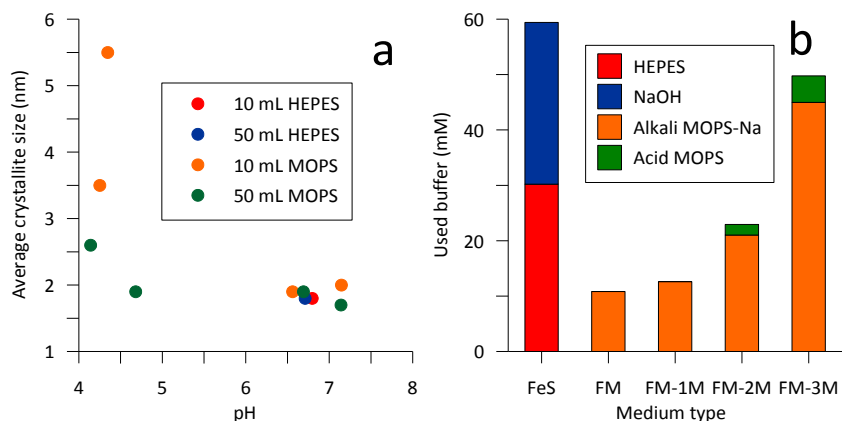 a
Average crystallite size (nm)
6
5
4
3
2
1
4
5
6
7
8
pH
10 mL HEPES
50 mL HEPES
10 mL MOPS
50 mL MOPS
b
Used buffer (mM)
60
40
20
0
HEPES
NaOH
Alkali MOPS-Na
Acid MOPS
FeS
FM
FM-1M
FM-2M
FM-3M
Medium type